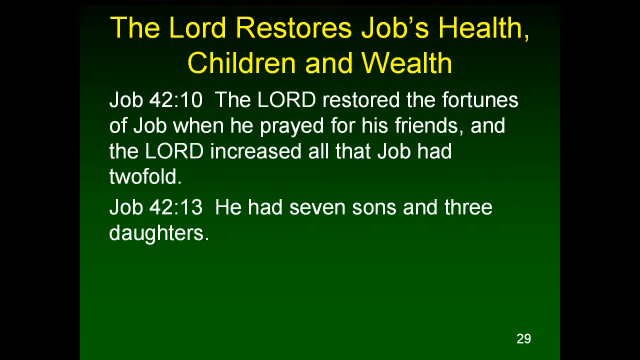 The Lord Restores Job's Health,
Children and Wealth
Job 42:10  The LORD restored the fortunes
of Job when he prayed for his friends, and
the LORD increased all that Job had
twofold.
Job 42:13  He had seven sons and three
daughters.
29